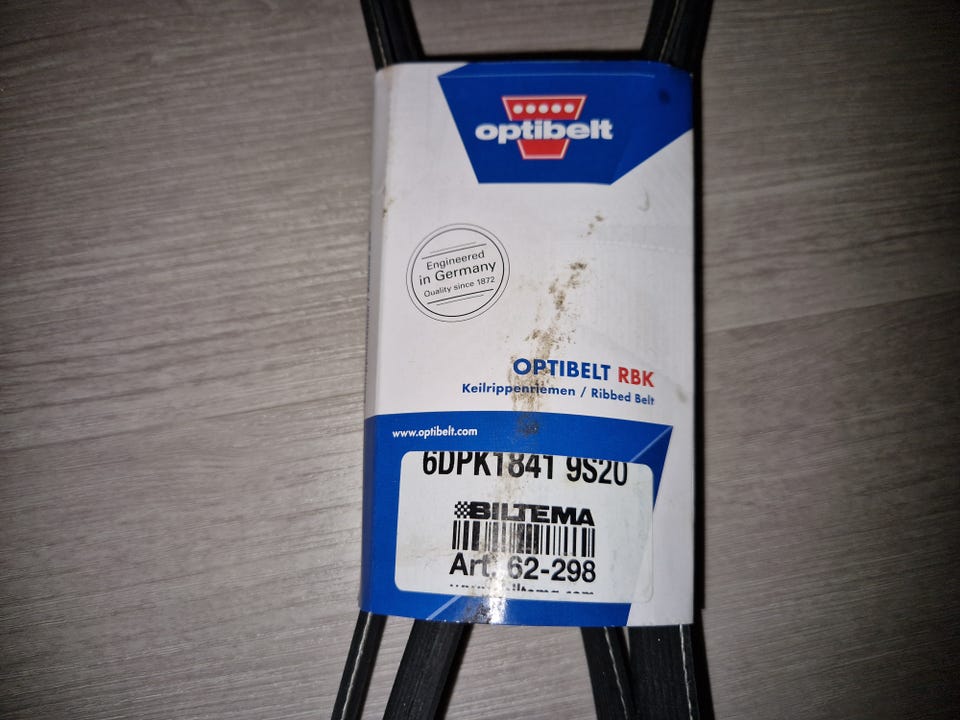 optibelt
Engineered
in Germany
Quality since 1872
OPTIBELT RBK
Keilrippenriemen / Ribbed Belt
www.optibelt.com
6DPK1841 9S20
BILTEMA
Art. 62-298